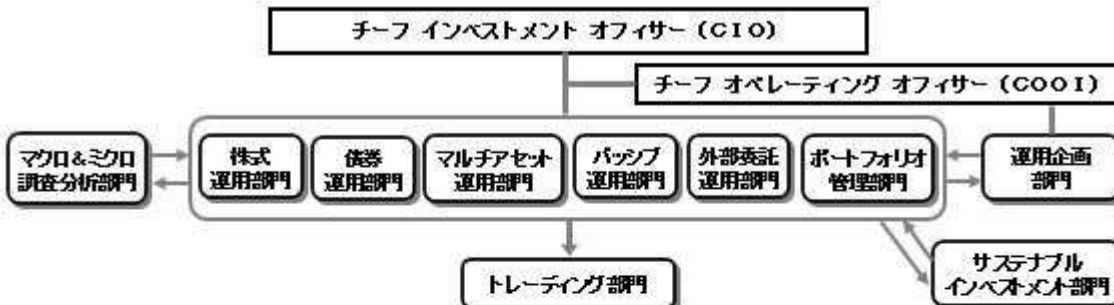 チーフ インベストメント オフィサー (CIO)
チーフ オペレーティング オフィサー (COOI)
マクロ&ミクロ
調査分析部門
株式
運用部門
債券
運用部門
マルチアセット
運用部門
パッシブ
運用部門
外部委託
運用部門
ポートフォリオ
管理部門
運用企画
部門
トレーディング部門
サステナブル
インベストメント部門